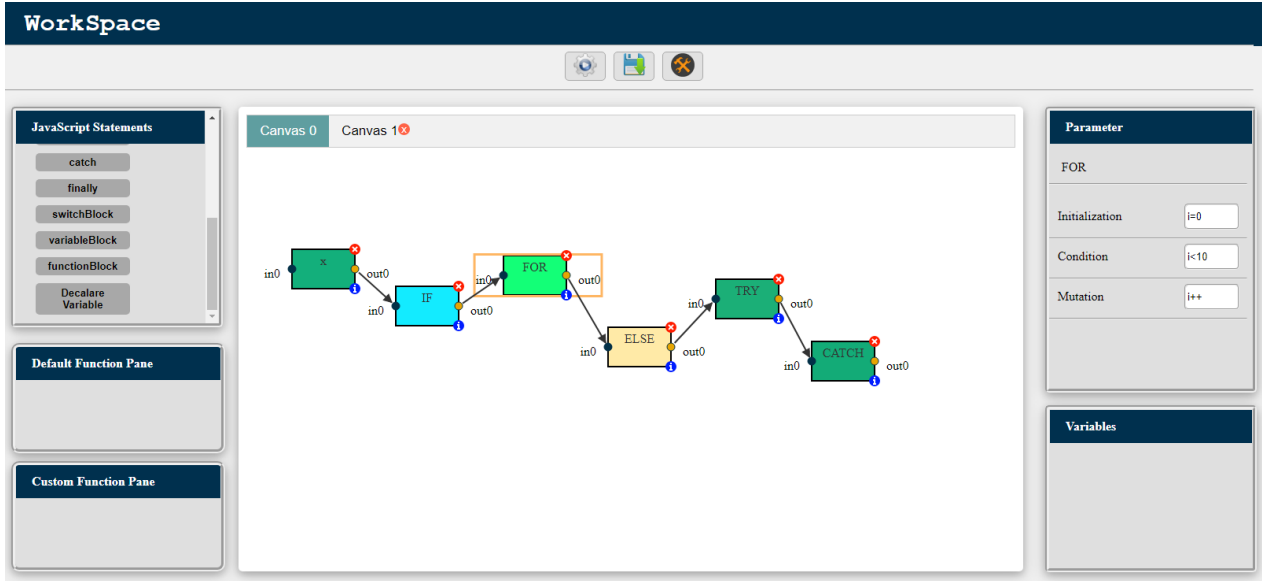 WorkSpace
JavaScript Statements
catch
finally
switchBlock
variableBlock
functionBlock
Decalare
Variable
Default Function Pane
Custom Function Pane
Canvas 0
Canvas 1
x
in0
out0
IF
in0
out0
FOR
in0
out0
ELSE
in0
out0
TRY
in0
out0
CATCH
in0
out0
Parameter
FOR
Initialization
i=0
Condition
i<10
Mutation
i++
Variables